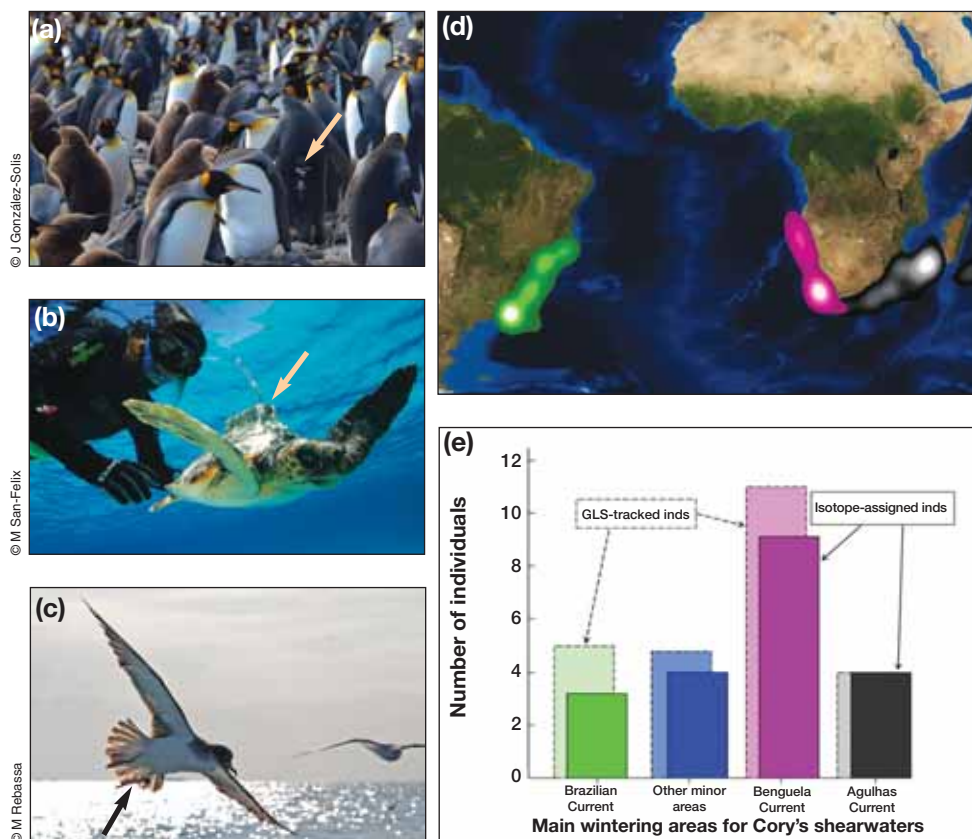 (a)
© J González-Solis
(b)
© M San-Felix
(c)
© M Rebassa
(d)
(e)
Number of individuals
12
10
8
6
4
2
0
GLS-tracked inds
Isotope-assigned inds
Brazilian
Current
Other minor
areas
Benguela
Current
Agulhas
Current
Main wintering areas for Cory's shearwaters